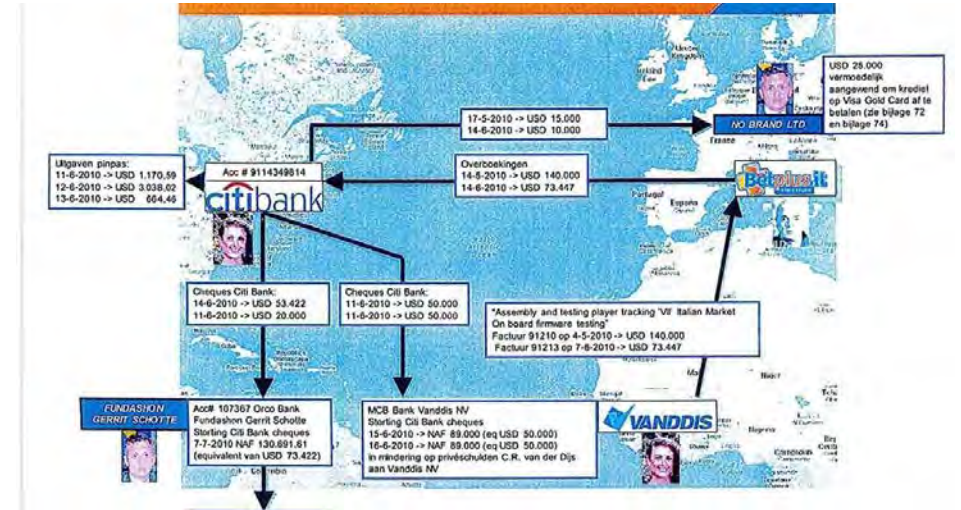 USD 25.000
vermoedelijk
aangewend om krediet
op Visa Gold Card af te
betalen (zie bijlage 72
en bijlage 74)
NO BRAND LTD.
17-5-2010 -> USD 15.000
14-6-2010 -> USD 10.000
Uitgaven pinpas:
11-6-2010 -> USD 1.170,59
12-6-2010 -> USD 3.038,02
13-6-2010 -> USD 664,46
Acc # 9114349814
citibank
Overboekingen
14-5-2010 -> USD 140.000
14-6-2010 -> USD 73.447
Betplusit
United Kingdom
Ireland
France
Portugal
España
Cheques Citi Bank:
14-6-2010 -> USD 53.422
11-6-2010 -> USD 20.000
Cheques Citi Bank:
11-6-2010 -> USD 50.000
11-6-2010 -> USD 50.000
"Assembly and testing player tracking 'VII' Italian Market
On board firmware testing"
Factuur 91210 op 4-5-2010 -> USD 140.000
Factuur 91213 op 7-6-2010 -> USD 73.447
Niger
FUNDASHON
GERRIT SCHOTTE
Acc# 107367 Orco Bank
Fundashon Gerrit Schotte
Storting Citi Bank cheques
7-7-2010 NAF 130.691,61
(equivalent van USD 73.422)
MCB Bank Vanddis NV
Storting Citi Bank cheques
15-6-2010 -> NAF 89.000 (eq USD 50.000)
16-6-2010 -> NAF 89.000 (eq USD 50.000)
in mindering op privéschulden C.R. van der Dijs
aan Vanddis NV
VANDDIS